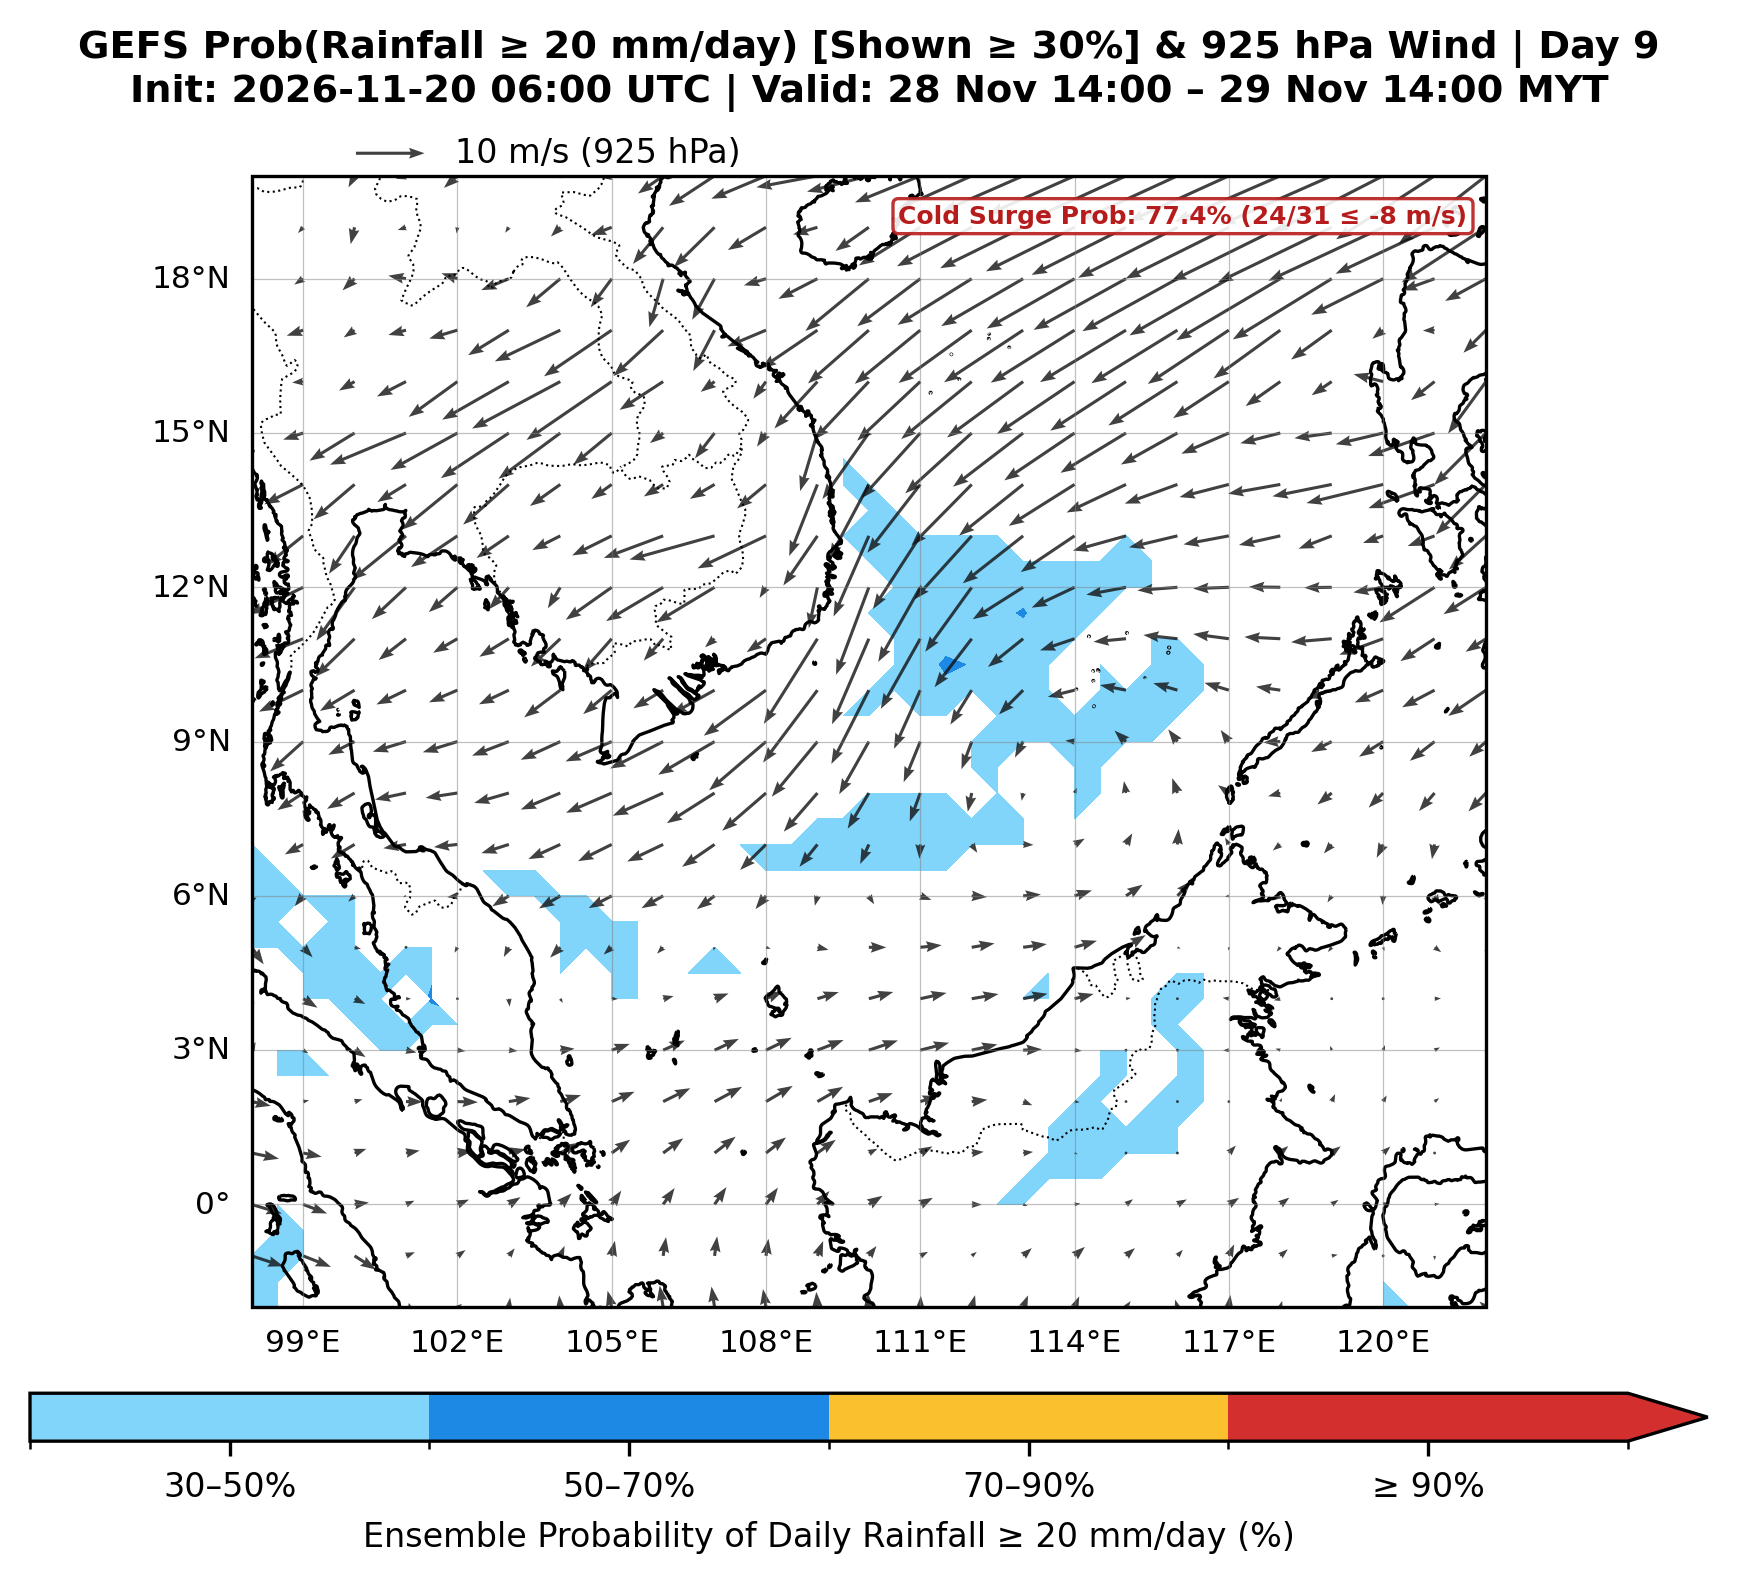 GEFS Prob(Rainfall ≥ 20 mm/day) [Shown ≥ 30%] & 925 hPa Wind | Day 9
Init: 2026-11-20 06:00 UTC | Valid: 28 Nov 14:00 – 29 Nov 14:00 MYT
10 m/s (925 hPa)
Cold Surge Prob: 77.4% (24/31 ≤ -8 m/s)
18°N
15°N
12°N
9°N
6°N
3°N
0°
99°E 102°E 105°E 108°E 111°E 114°E 117°E 120°E
30–50% 50–70% 70–90% ≥ 90%
Ensemble Probability of Daily Rainfall ≥ 20 mm/day (%)